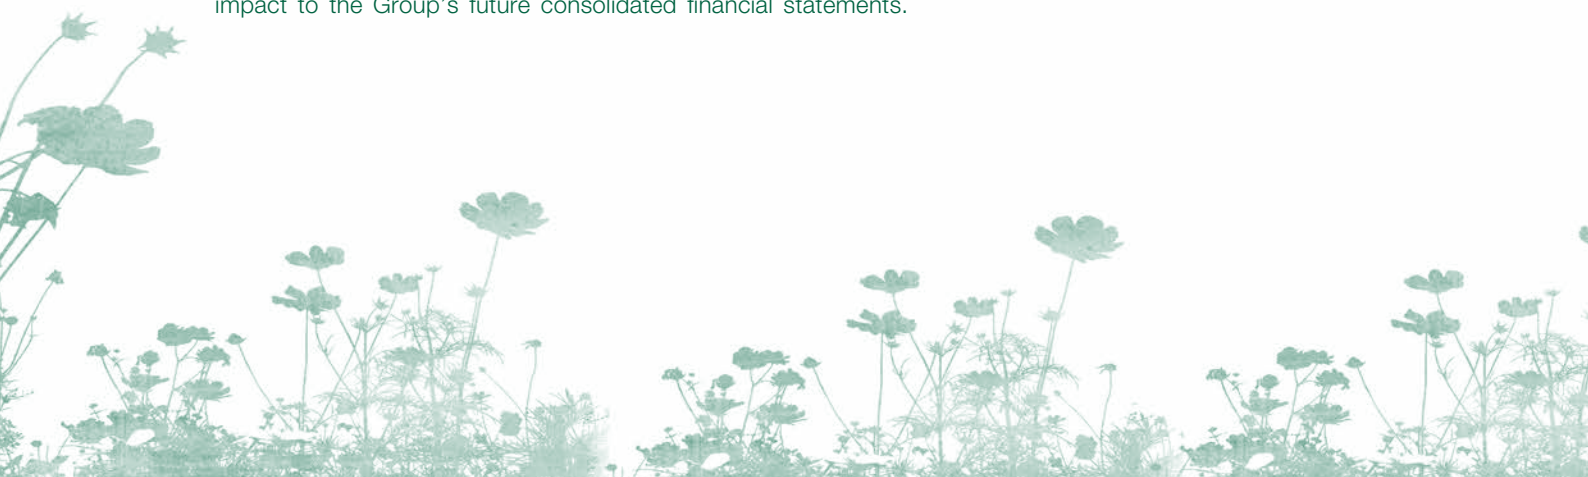 impact to the Group's future consolidated financial statements.